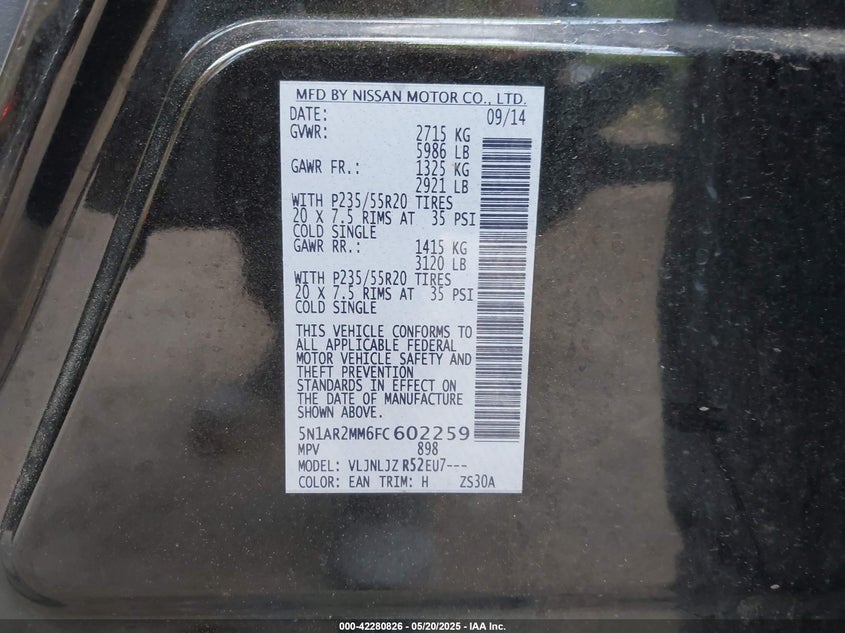 MFD BY NISSAN MOTOR CO., LTD.
DATE: 09/14
GVWR: 2715 KG
5986 LB
GAWR FR.: 1325 KG
2921 LB
WITH P235/55R20 TIRES
20 X 7.5 RIMS AT 35 PSI
COLD SINGLE
GAWR RR.: 1415 KG
3120 LB
WITH P235/55R20 TIRES
20 X 7.5 RIMS AT 35 PSI
COLD SINGLE
THIS VEHICLE CONFORMS TO
ALL APPLICABLE FEDERAL
MOTOR VEHICLE SAFETY AND
THEFT PREVENTION
STANDARDS IN EFFECT ON
THE DATE OF MANUFACTURE
SHOWN ABOVE.
5N1AR2MM6FC602259
MPV 898
MODEL: VLJNLJZ R52EU7---
COLOR: EAN TRIM: H ZS30A
000-42280826 - 05/20/2025 - IAA Inc.